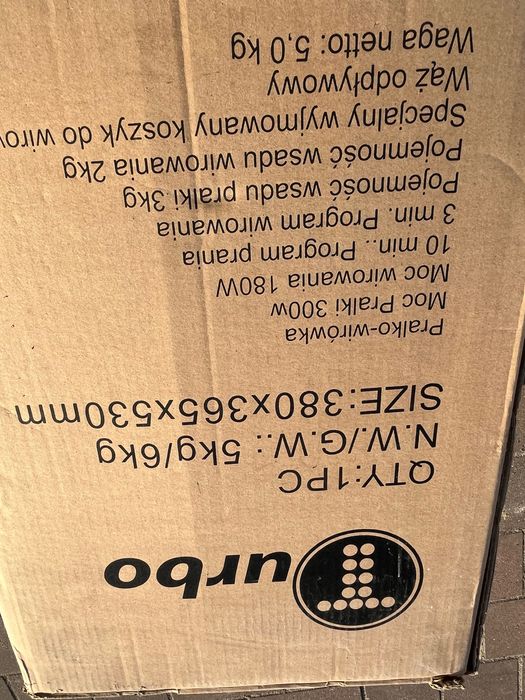 Turbo
QTY:1PC
N.W./G.W.: 5kg/6kg
SIZE:380x365x530mm
Pralko-wirówka
Moc Pralki 300w
Moc wirowania 180W
10 min.. Program prania
3 min. Program wirowania
Pojemność wsadu pralki 3kg
Pojemność wsadu wirowania 2kg
Specjalny wyjmowany koszyk do wirow
Wąż odpływowy
Waga netto: 5,0 kg